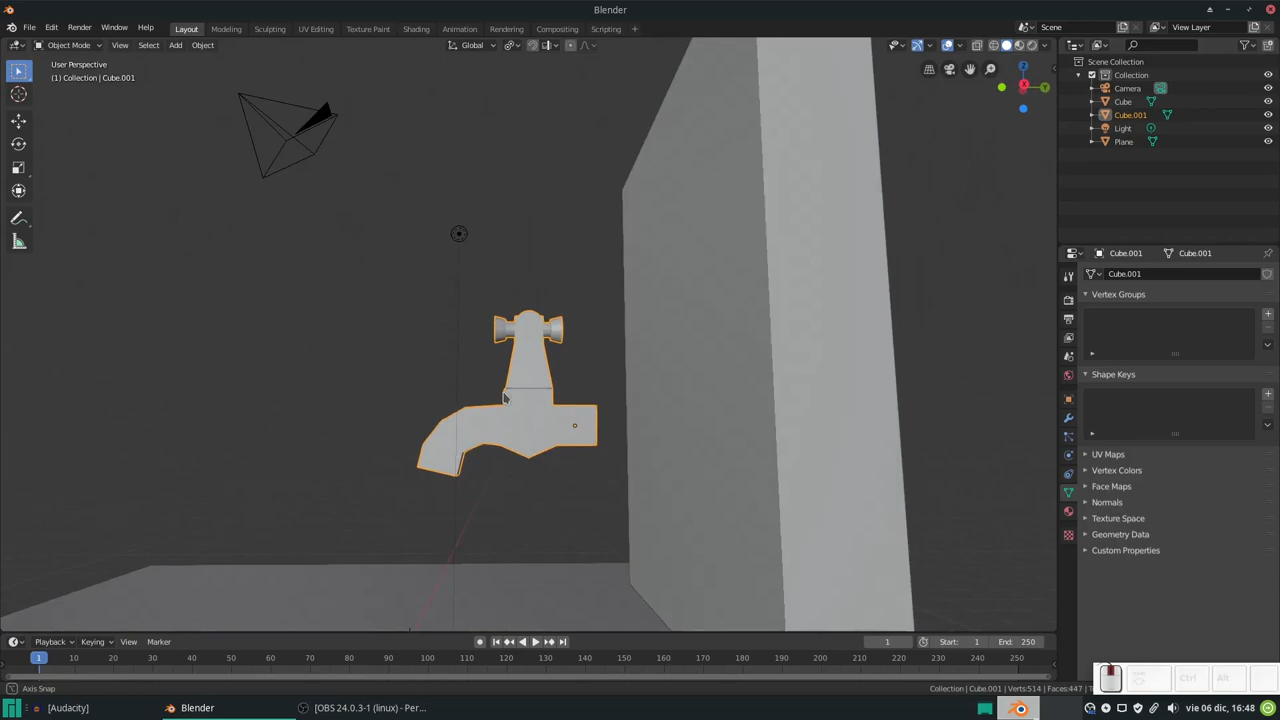 Blender
File Edit Render Window Help
Layout Modeling Sculpting UV Editing Texture Paint Shading Animation Rendering Compositing Scripting
Scene
View Layer
Object Mode View Select Add Object
Global
User Perspective
(1) Collection | Cube.001
Z
X
Y
Scene Collection
Collection
Camera
Cube
Cube.001
Light
Plane
Cube.001 Cube.001
Cube.001
Vertex Groups
Shape Keys
UV Maps
Vertex Colors
Face Maps
Normals
Texture Space
Geometry Data
Custom Properties
Playback Keying View Marker
1 Start: 1 End: 250
1 10 20 30 40 50 60 70 80 90 100 110 120 130 140 150 160 170 180 190 200 210 220 230 240 250
Axis Snap
Collection | Cube.001 | Verts:514 | Faces:447 | T
Ctrl Alt
[Audacity] Blender [OBS 24.0.3-1 (linux) - Per... vie 06 dic, 16:48